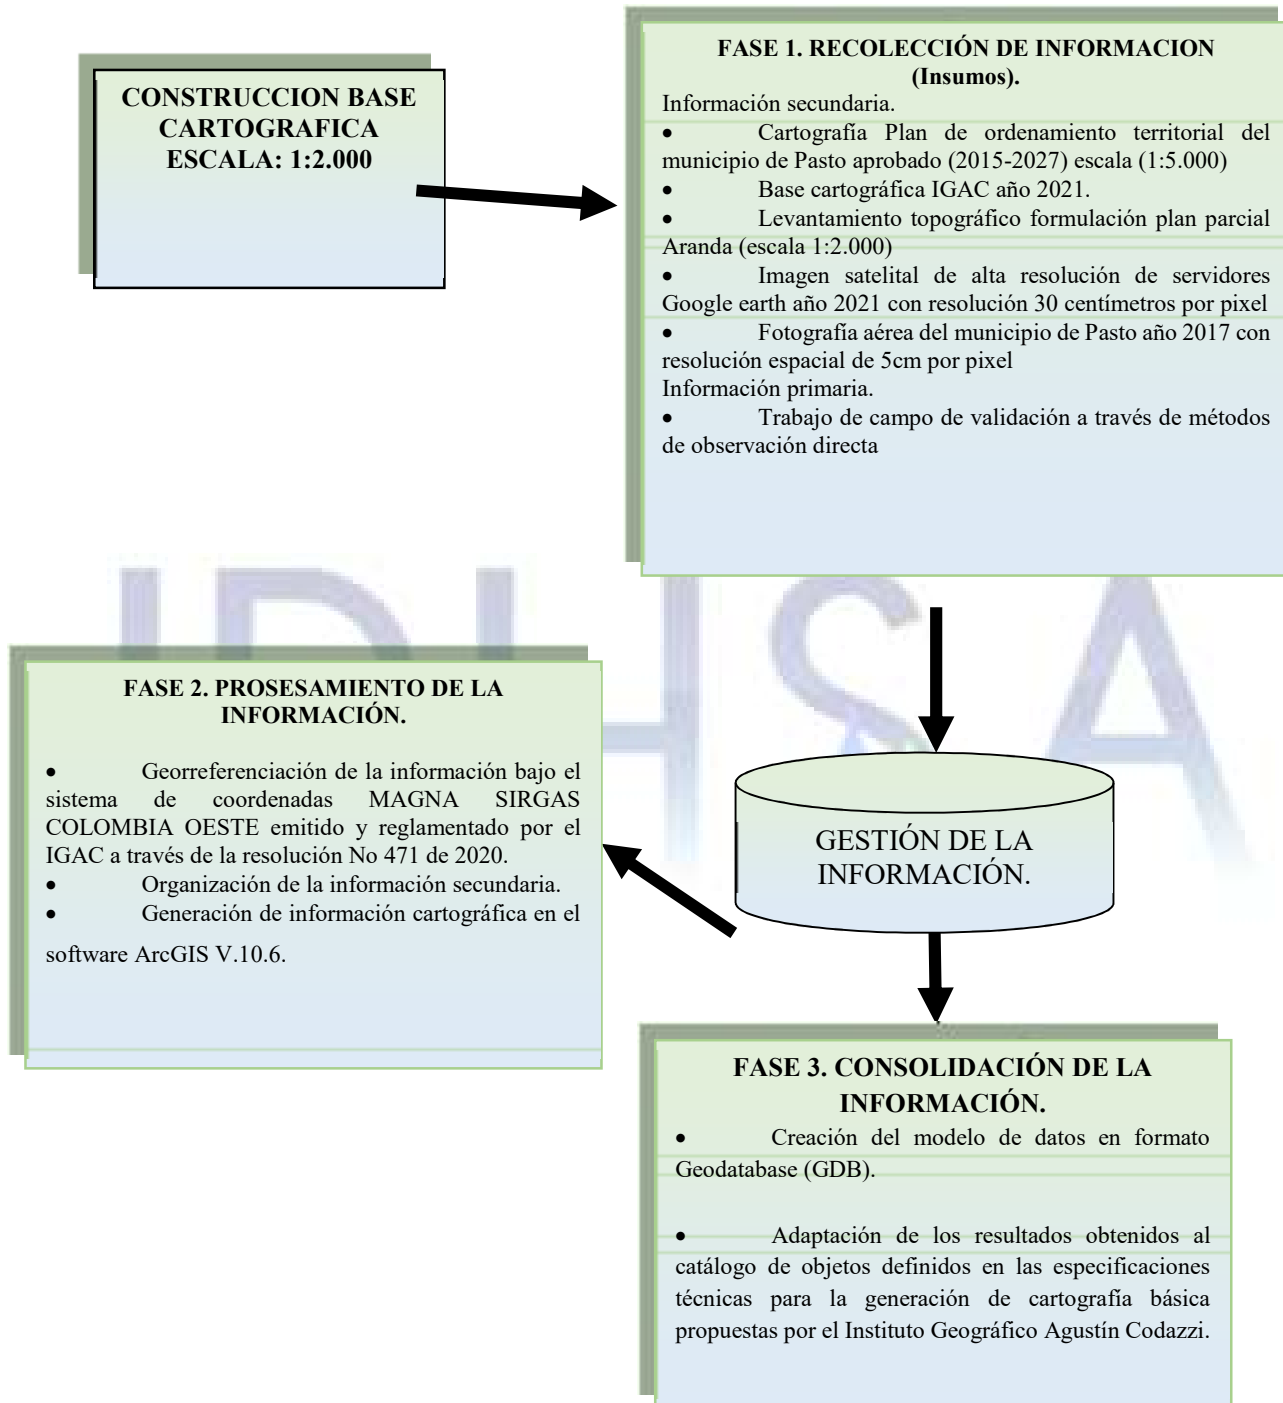 CONSTRUCCION BASE
CARTOGRAFICA
ESCALA: 1:2.000
FASE 1. RECOLECCIÓN DE INFORMACION
(Insumos).
Información secundaria.
• Cartografía Plan de ordenamiento territorial del
municipio de Pasto aprobado (2015-2027) escala (1:5.000)
• Base cartográfica IGAC año 2021.
• Levantamiento topográfico formulación plan parcial
Aranda (escala 1:2.000)
• Imagen satelital de alta resolución de servidores
Google earth año 2021 con resolución 30 centímetros por pixel
• Fotografía aérea del municipio de Pasto año 2017 con
resolución espacial de 5cm por pixel
Información primaria.
• Trabajo de campo de validación a través de métodos
de observación directa
GESTIÓN DE LA
INFORMACIÓN.
FASE 2. PROSESAMIENTO DE LA
INFORMACIÓN.
• Georreferenciación de la información bajo el
sistema de coordenadas MAGNA SIRGAS
COLOMBIA OESTE emitido y reglamentado por el
IGAC a través de la resolución No 471 de 2020.
• Organización de la información secundaria.
• Generación de información cartográfica en el
software ArcGIS V.10.6.
FASE 3. CONSOLIDACIÓN DE LA
INFORMACIÓN.
• Creación del modelo de datos en formato
Geodatabase (GDB).
• Adaptación de los resultados obtenidos al
catálogo de objetos definidos en las especificaciones
técnicas para la generación de cartografía básica
propuestas por el Instituto Geográfico Agustín Codazzi.